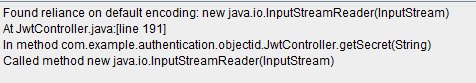 Found reliance on default encoding: new java.io.InputStreamReader(InputStream)
At JwtController.java:[line 191]
In method com.example.authentication.objectid.JwtController.getSecret(String)
Called method new java.io.InputStreamReader(InputStream)